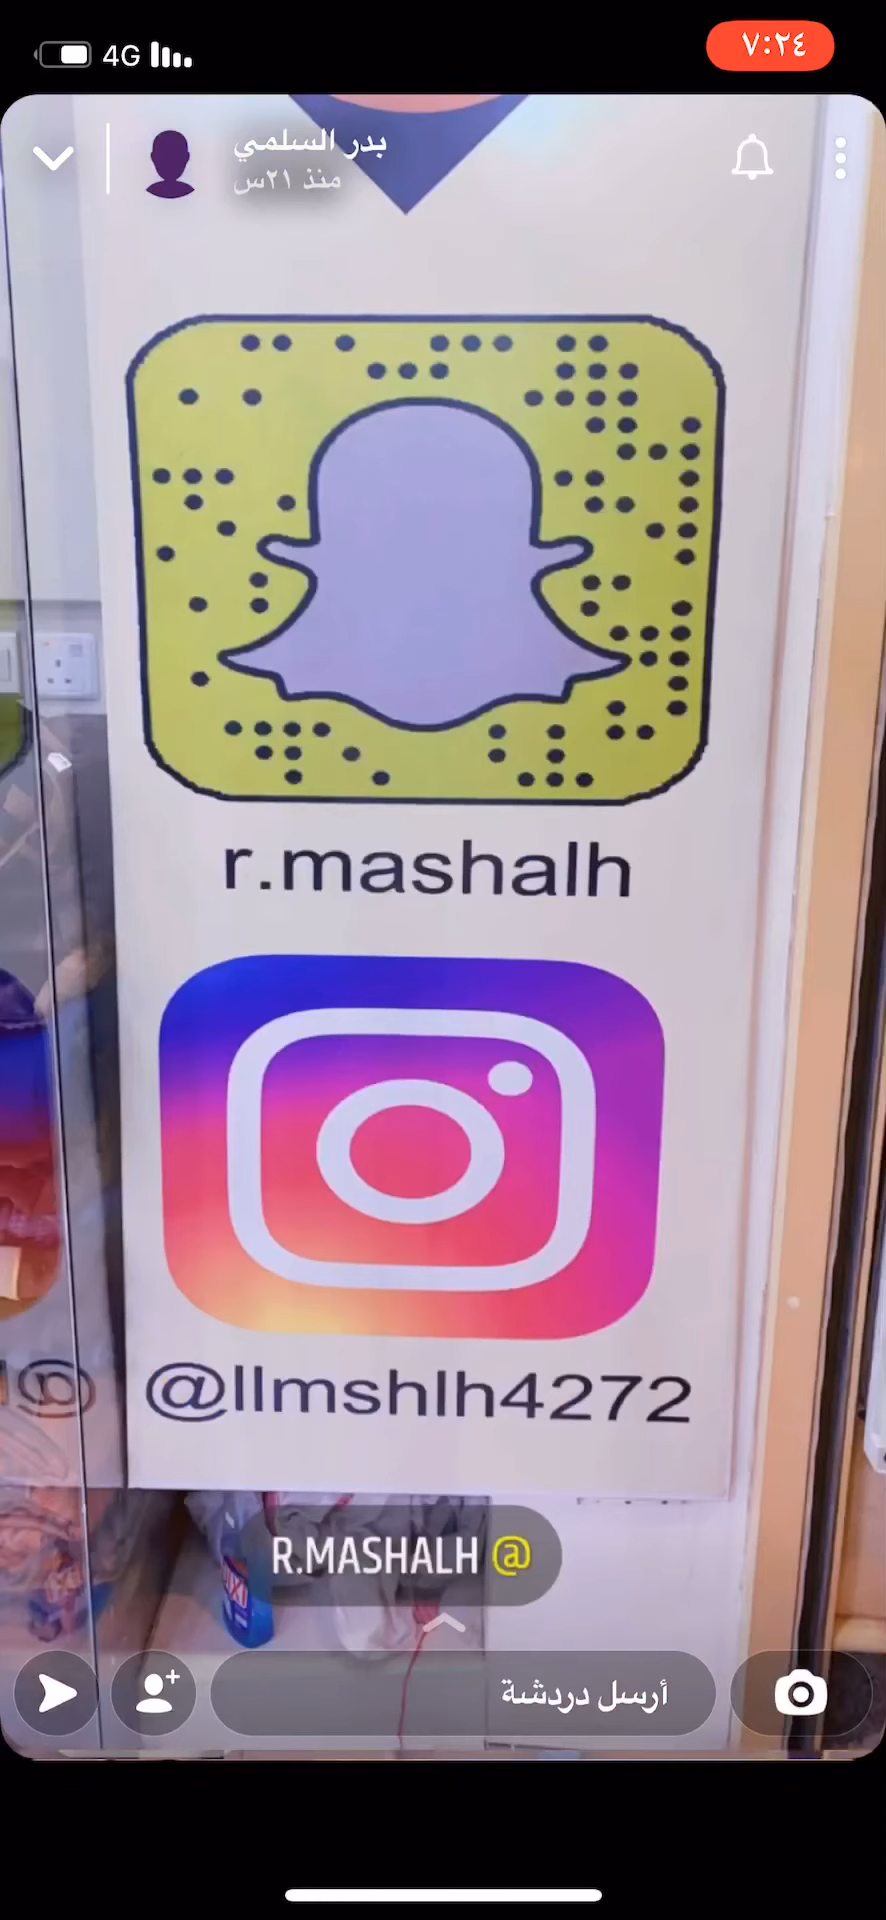 4G
٧:٢٤
بدر السلمي
منذ ٢١س
r.mashalh
@llmshlh4272
R.MASHALH @
أرسل دردشة